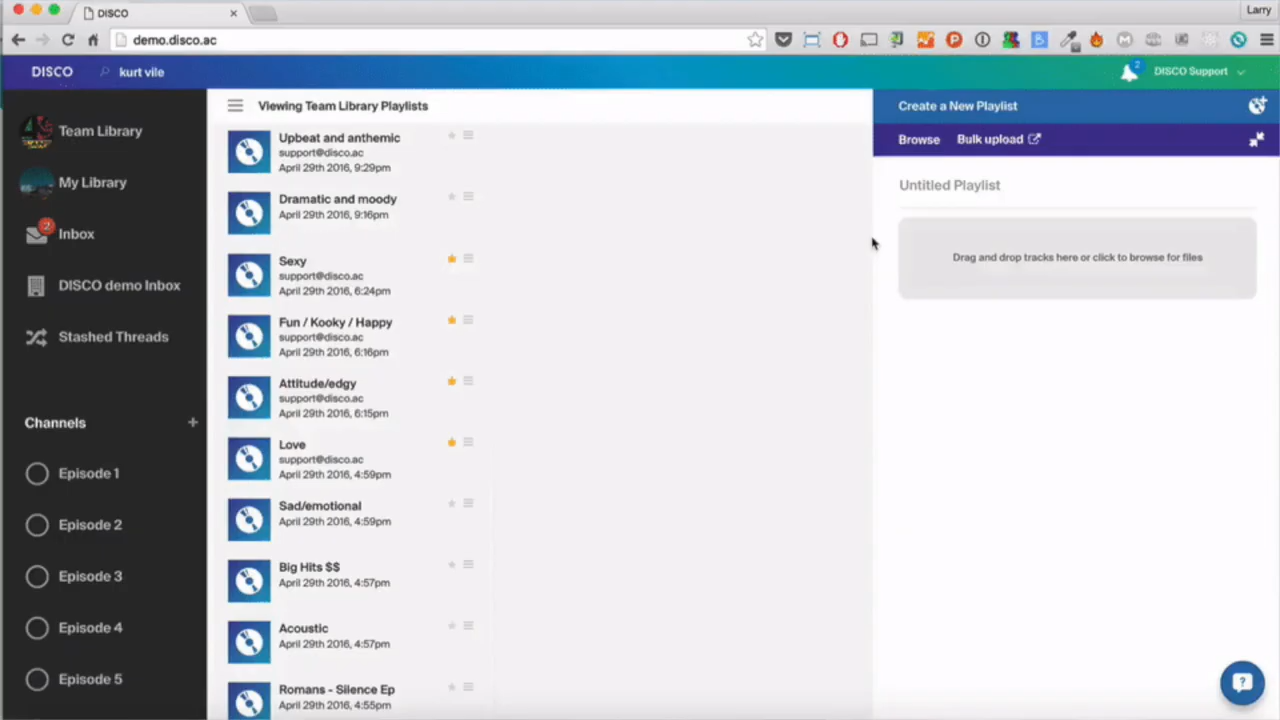 DISCO
Larry
demo.disco.ac
DISCO
kurt vile
2
DISCO Support
Team Library
My Library
2
Inbox
DISCO demo Inbox
Stashed Threads
Channels +
Episode 1
Episode 2
Episode 3
Episode 4
Episode 5
Viewing Team Library Playlists
Upbeat and anthemic
support@disco.ac
April 29th 2016, 9:29pm
Dramatic and moody
April 29th 2016, 9:16pm
Sexy
support@disco.ac
April 29th 2016, 6:24pm
Fun / Kooky / Happy
support@disco.ac
April 29th 2016, 6:16pm
Attitude/edgy
support@disco.ac
April 29th 2016, 6:15pm
Love
support@disco.ac
April 29th 2016, 4:59pm
Sad/emotional
April 29th 2016, 4:59pm
Big Hits $$
April 29th 2016, 4:57pm
Acoustic
April 29th 2016, 4:57pm
Romans - Silence Ep
April 29th 2016, 4:55pm
Create a New Playlist
Browse Bulk upload
Untitled Playlist
Drag and drop tracks here or click to browse for files
?